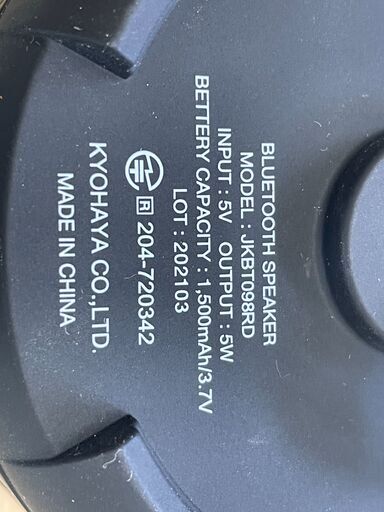 BLUETOOTH SPEAKER
MODEL : JKBT098RD
INPUT : 5V OUTPUT : 5W
BETTERY CAPACITY : 1,500mAh/3.7V
LOT : 202103
R 204-720342
KYOHAYA CO.,LTD.
MADE IN CHINA